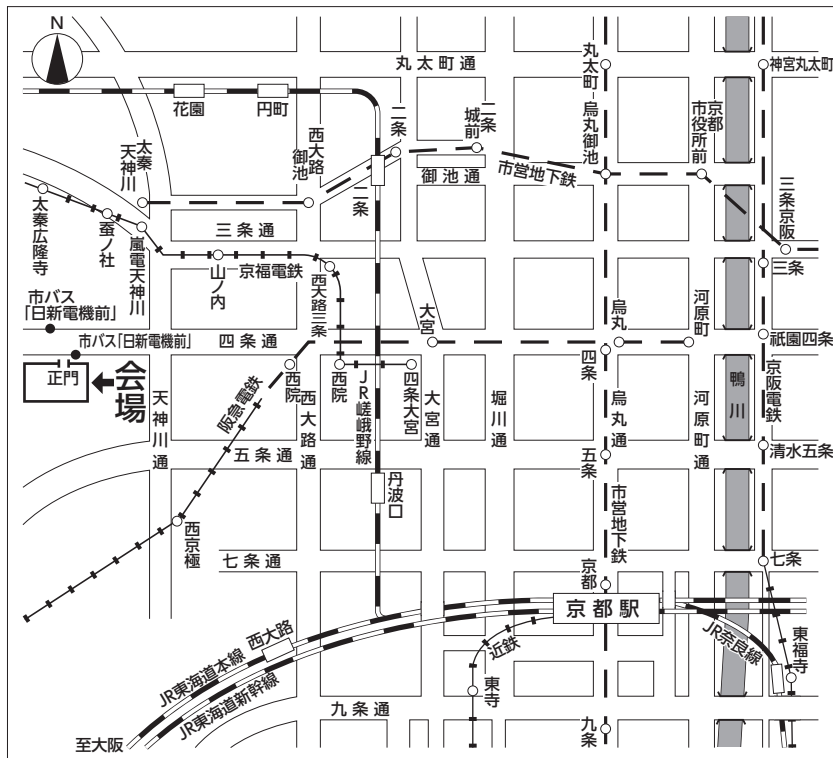 N
丸太町通
丸太町
神宮丸太町
花園
円町
二条
二条
城前
烏丸御池
京都
市役所前
太秦
天神川
西大路
御池
二条
御池通
市営地下鉄
三条京阪
太秦広隆寺
蚕ノ社
嵐電天神川
三条通
山ノ内
京福電鉄
西大路三条
三条
市バス
「日新電機前」
市バス「日新電機前」
四条通
大宮
烏丸
四条
河原町
祇園四条
正門
会場
天神川通
阪急電鉄
西院
西大路通
西院
JR嵯峨野線
四条大宮
大宮通
堀川通
烏丸通
河原町通
鴨川
京阪電鉄
五条通
五条
清水五条
西京極
丹波口
市営地下鉄
七条通
京都
七条
京都駅
西大路
JR東海道本線
JR東海道新幹線
近鉄
JR奈良線
東福寺
東寺
九条通
九条
至大阪